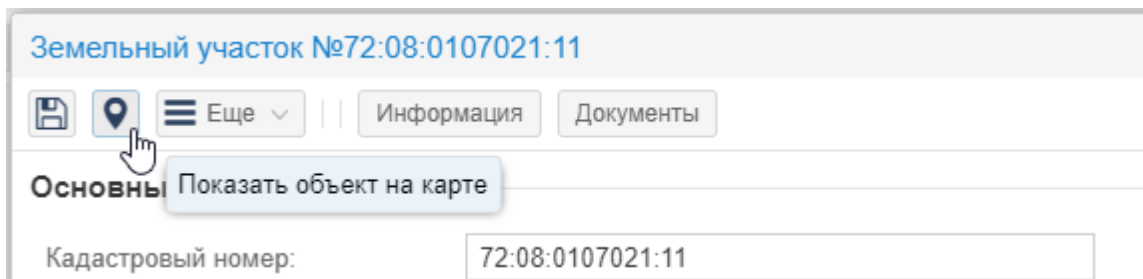 Земельный участок №72:08:0107021:11
Еще Информация Документы
Показать объект на карте
Основны
Кадастровый номер: 72:08:0107021:11